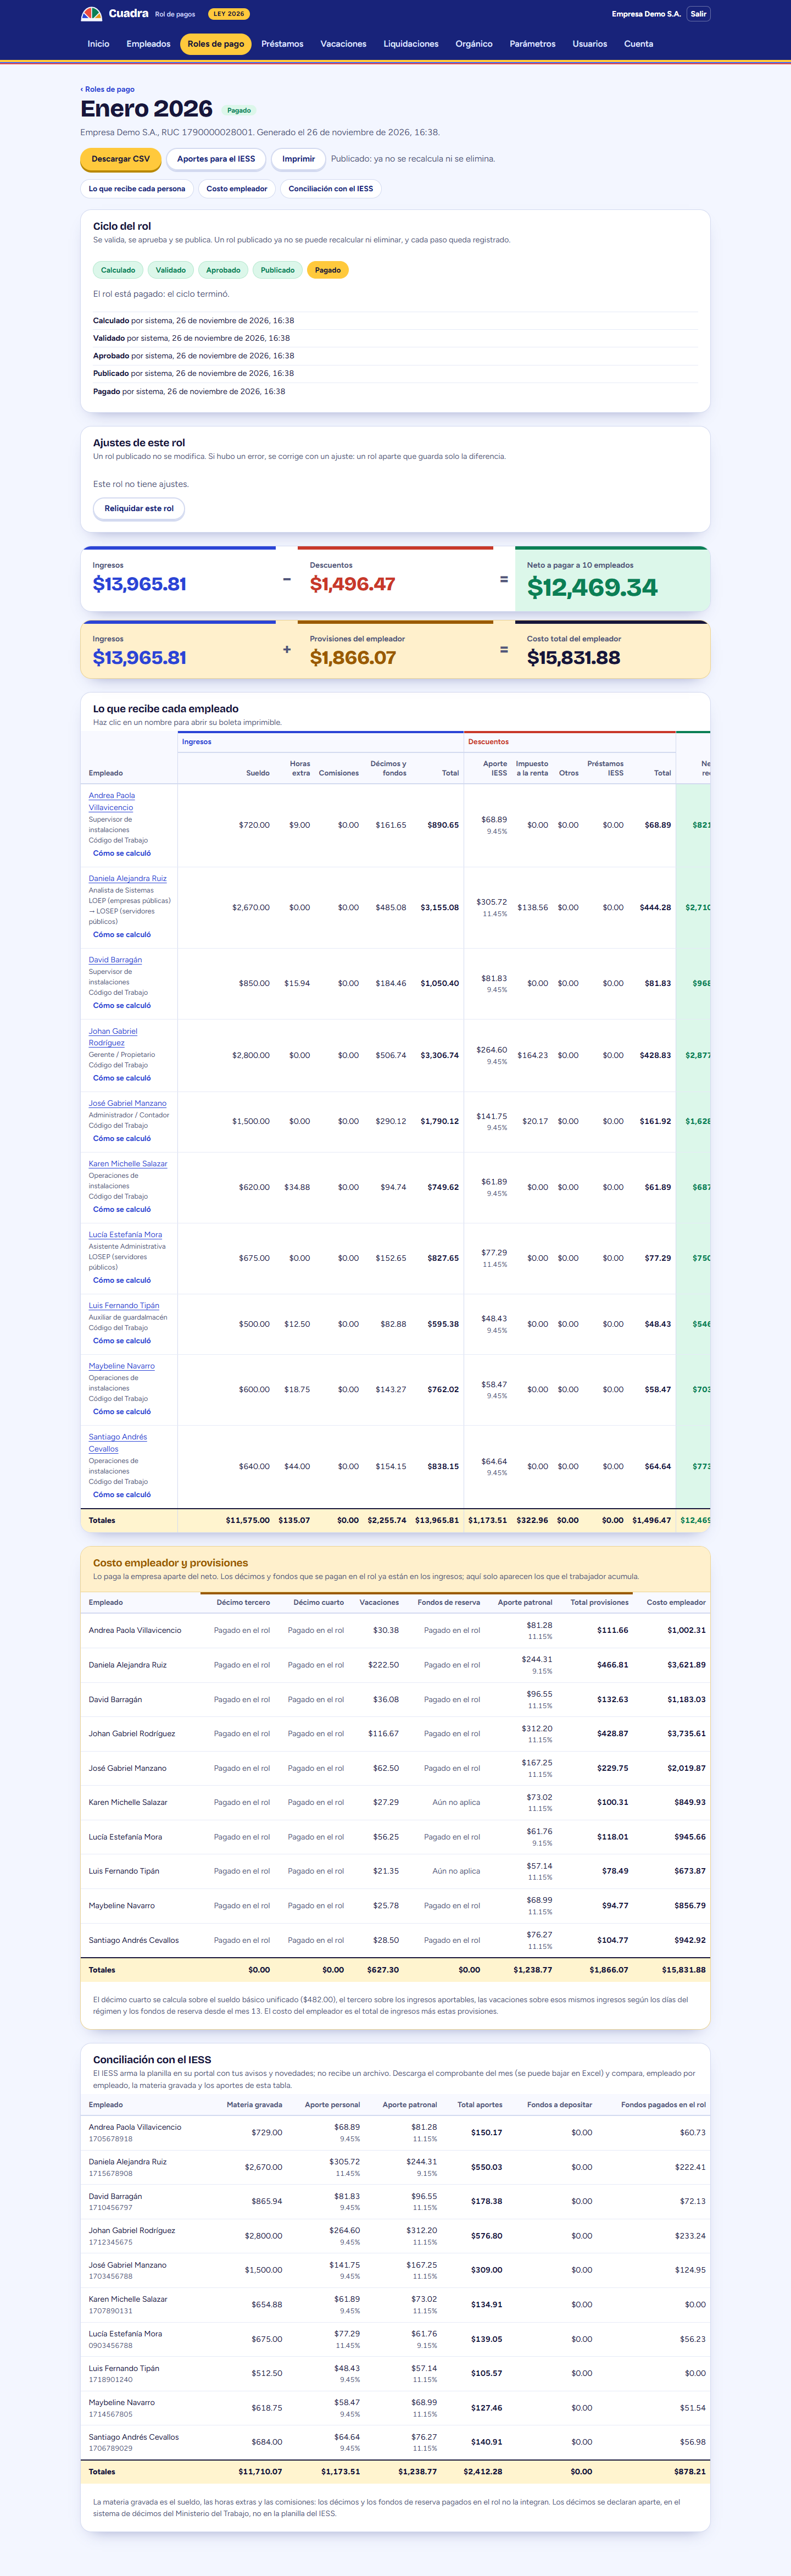 Cuadra Rol de pagos LEY 2026 Empresa Demo S.A. Salir
Inicio Empleados Roles de pago Préstamos Vacaciones Liquidaciones Orgánico Parámetros Usuarios Cuenta
‹ Roles de pago
Enero 2026 Pagado
Empresa Demo S.A., RUC 1790000028001. Generado el 26 de noviembre de 2026, 16:38.
Descargar CSV Aportes para el IESS Imprimir Publicado: ya no se recalcula ni se elimina.
Lo que recibe cada persona Costo empleador Conciliación con el IESS
Ciclo del rol
Se valida, se aprueba y se publica. Un rol publicado ya no se puede recalcular ni eliminar, y cada paso queda registrado.
Calculado Validado Aprobado Publicado Pagado
El rol está pagado: el ciclo terminó.
Calculado por sistema, 26 de noviembre de 2026, 16:38
Validado por sistema, 26 de noviembre de 2026, 16:38
Aprobado por sistema, 26 de noviembre de 2026, 16:38
Publicado por sistema, 26 de noviembre de 2026, 16:38
Pagado por sistema, 26 de noviembre de 2026, 16:38
Ajustes de este rol
Un rol publicado no se modifica. Si hubo un error, se corrige con un ajuste: un rol aparte que guarda solo la diferencia.
Este rol no tiene ajustes.
Reliquidar este rol
Ingresos Descuentos Neto a pagar a 10 empleados
$13,965.81 − $1,496.47 = $12,469.34
Ingresos Provisiones del empleador Costo total del empleador
$13,965.81 + $1,866.07 = $15,831.88
Lo que recibe cada empleado
Haz clic en un nombre para abrir su boleta imprimible.
Ingresos Descuentos
Empleado Sueldo Horas extra Comisiones Décimos y fondos Total Aporte IESS Impuesto a la renta Otros Préstamos IESS Total
Andrea Paola Villavicencio
Supervisor de instalaciones
Código del Trabajo
Cómo se calculó
$720.00 $9.00 $0.00 $161.65 $890.65 $68.89 9.45% $0.00 $0.00 $0.00 $68.89 $821
Daniela Alejandra Ruiz
Analista de Sistemas
LOEP (empresas públicas)
→ LOSEP (servidores públicos)
Cómo se calculó
$2,670.00 $0.00 $0.00 $485.08 $3,155.08 $305.72 11.45% $138.56 $0.00 $0.00 $444.28 $2,710
David Barragán
Supervisor de instalaciones
Código del Trabajo
Cómo se calculó
$850.00 $15.94 $0.00 $184.46 $1,050.40 $81.83 9.45% $0.00 $0.00 $0.00 $81.83 $968
Johan Gabriel Rodríguez
Gerente / Propietario
Código del Trabajo
Cómo se calculó
$2,800.00 $0.00 $0.00 $506.74 $3,306.74 $264.60 9.45% $164.23 $0.00 $0.00 $428.83 $2,877
José Gabriel Manzano
Administrador / Contador
Código del Trabajo
Cómo se calculó
$1,500.00 $0.00 $0.00 $290.12 $1,790.12 $141.75 9.45% $20.17 $0.00 $0.00 $161.92 $1,628
Karen Michelle Salazar
Operaciones de instalaciones
Código del Trabajo
Cómo se calculó
$620.00 $34.88 $0.00 $94.74 $749.62 $61.89 9.45% $0.00 $0.00 $0.00 $61.89 $687
Lucía Estefanía Mora
Asistente Administrativa
LOSEP (servidores públicos)
Cómo se calculó
$675.00 $0.00 $0.00 $152.65 $827.65 $77.29 11.45% $0.00 $0.00 $0.00 $77.29 $750
Luis Fernando Tipán
Auxiliar de guardalmacén
Código del Trabajo
Cómo se calculó
$500.00 $12.50 $0.00 $82.88 $595.38 $48.43 9.45% $0.00 $0.00 $0.00 $48.43 $546
Maybeline Navarro
Operaciones de instalaciones
Código del Trabajo
Cómo se calculó
$600.00 $18.75 $0.00 $143.27 $762.02 $58.47 9.45% $0.00 $0.00 $0.00 $58.47 $703
Santiago Andrés Cevallos
Operaciones de instalaciones
Código del Trabajo
Cómo se calculó
$640.00 $44.00 $0.00 $154.15 $838.15 $64.64 9.45% $0.00 $0.00 $0.00 $64.64 $773
Totales $11,575.00 $135.07 $0.00 $2,255.74 $13,965.81 $1,173.51 $322.96 $0.00 $0.00 $1,496.47 $12,469
Costo empleador y provisiones
Lo paga la empresa aparte del neto. Los décimos y fondos que se pagan en el rol ya están en los ingresos; aquí solo aparecen los que el trabajador acumula.
Empleado Décimo tercero Décimo cuarto Vacaciones Fondos de reserva Aporte patronal Total provisiones Costo empleador
Andrea Paola Villavicencio Pagado en el rol Pagado en el rol $30.38 Pagado en el rol $81.28 11.15% $111.66 $1,002.31
Daniela Alejandra Ruiz Pagado en el rol Pagado en el rol $222.50 Pagado en el rol $244.31 9.15% $466.81 $3,621.89
David Barragán Pagado en el rol Pagado en el rol $36.08 Pagado en el rol $96.55 11.15% $132.63 $1,183.03
Johan Gabriel Rodríguez Pagado en el rol Pagado en el rol $116.67 Pagado en el rol $312.20 11.15% $428.87 $3,735.61
José Gabriel Manzano Pagado en el rol Pagado en el rol $62.50 Pagado en el rol $167.25 11.15% $229.75 $2,019.87
Karen Michelle Salazar Pagado en el rol Pagado en el rol $27.29 Aún no aplica $73.02 11.15% $100.31 $849.93
Lucía Estefanía Mora Pagado en el rol Pagado en el rol $56.25 Pagado en el rol $61.76 9.15% $118.01 $945.66
Luis Fernando Tipán Pagado en el rol Pagado en el rol $21.35 Aún no aplica $57.14 11.15% $78.49 $673.87
Maybeline Navarro Pagado en el rol Pagado en el rol $25.78 Pagado en el rol $68.99 11.15% $94.77 $856.79
Santiago Andrés Cevallos Pagado en el rol Pagado en el rol $28.50 Pagado en el rol $76.27 11.15% $104.77 $942.92
Totales $0.00 $0.00 $627.30 $0.00 $1,238.77 $1,866.07 $15,831.88
El décimo cuarto se calcula sobre el sueldo básico unificado ($482.00), el tercero sobre los ingresos aportables, las vacaciones sobre esos mismos ingresos según los días del
régimen y los fondos de reserva desde el mes 13. El costo del empleador es el total de ingresos más estas provisiones.
Conciliación con el IESS
El IESS arma la planilla en su portal con tus avisos y novedades; no recibe un archivo. Descarga el comprobante del mes (se puede bajar en Excel) y compara, empleado por
empleado, la materia gravada y los aportes de esta tabla.
Empleado Materia gravada Aporte personal Aporte patronal Total aportes Fondos a depositar Fondos pagados en el rol
Andrea Paola Villavicencio 1705678918 $729.00 $68.89 9.45% $81.28 11.15% $150.17 $0.00 $60.73
Daniela Alejandra Ruiz 1715678908 $2,670.00 $305.72 11.45% $244.31 9.15% $550.03 $0.00 $222.41
David Barragán 1710456797 $865.94 $81.83 9.45% $96.55 11.15% $178.38 $0.00 $72.13
Johan Gabriel Rodríguez 1712345675 $2,800.00 $264.60 9.45% $312.20 11.15% $576.80 $0.00 $233.24
José Gabriel Manzano 1703456788 $1,500.00 $141.75 9.45% $167.25 11.15% $309.00 $0.00 $124.95
Karen Michelle Salazar 1707890131 $654.88 $61.89 9.45% $73.02 11.15% $134.91 $0.00 $0.00
Lucía Estefanía Mora 0903456788 $675.00 $77.29 11.45% $61.76 9.15% $139.05 $0.00 $56.23
Luis Fernando Tipán 1718901240 $512.50 $48.43 9.45% $57.14 11.15% $105.57 $0.00 $0.00
Maybeline Navarro 1714567805 $618.75 $58.47 9.45% $68.99 11.15% $127.46 $0.00 $51.54
Santiago Andrés Cevallos 1706789029 $684.00 $64.64 9.45% $76.27 11.15% $140.91 $0.00 $56.98
Totales $11,710.07 $1,173.51 $1,238.77 $2,412.28 $0.00 $878.21
La materia gravada es el sueldo, las horas extras y las comisiones: los décimos y los fondos de reserva pagados en el rol no la integran. Los décimos se declaran aparte, en el
sistema de décimos del Ministerio del Trabajo, no en la planilla del IESS.